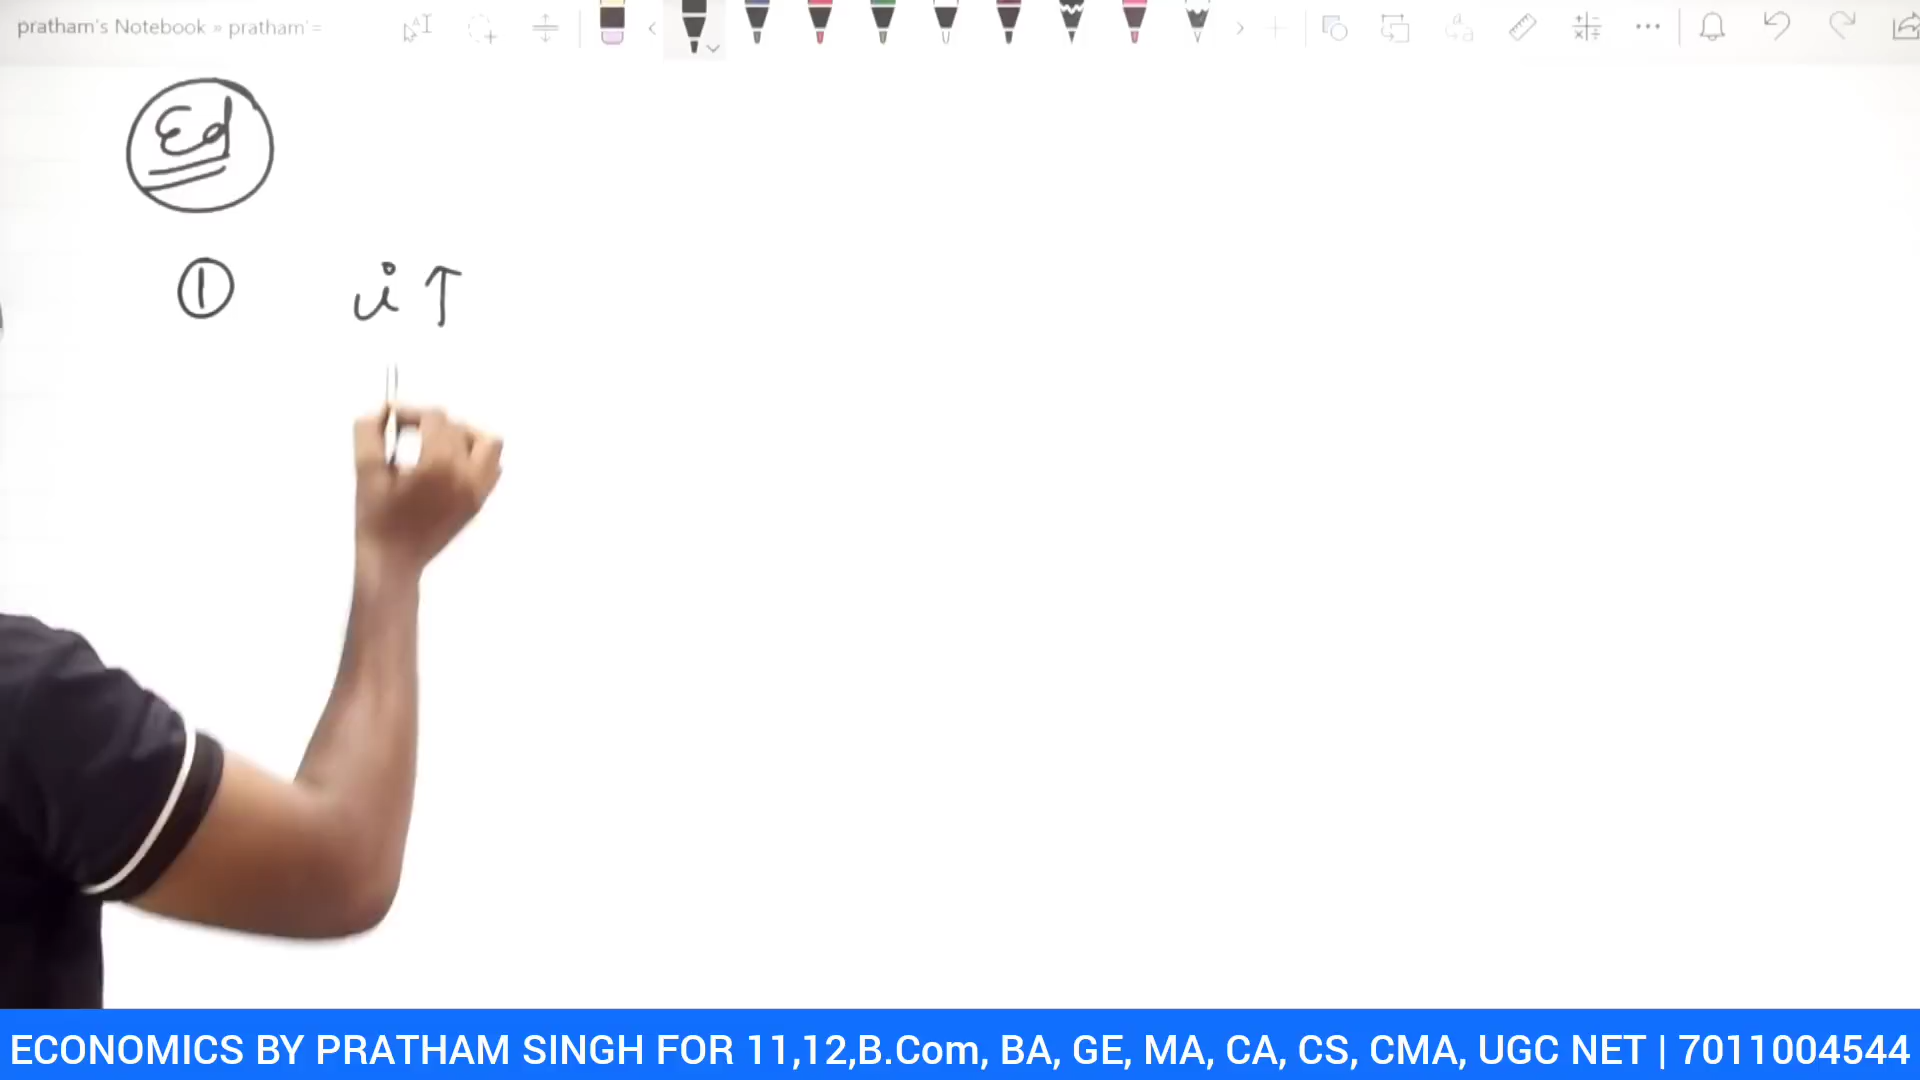 pratham's Notebook » pratham'
Ed
① i ↑
ECONOMICS BY PRATHAM SINGH FOR 11,12,B.Com, BA, GE, MA, CA, CS, CMA, UGC NET | 7011004544